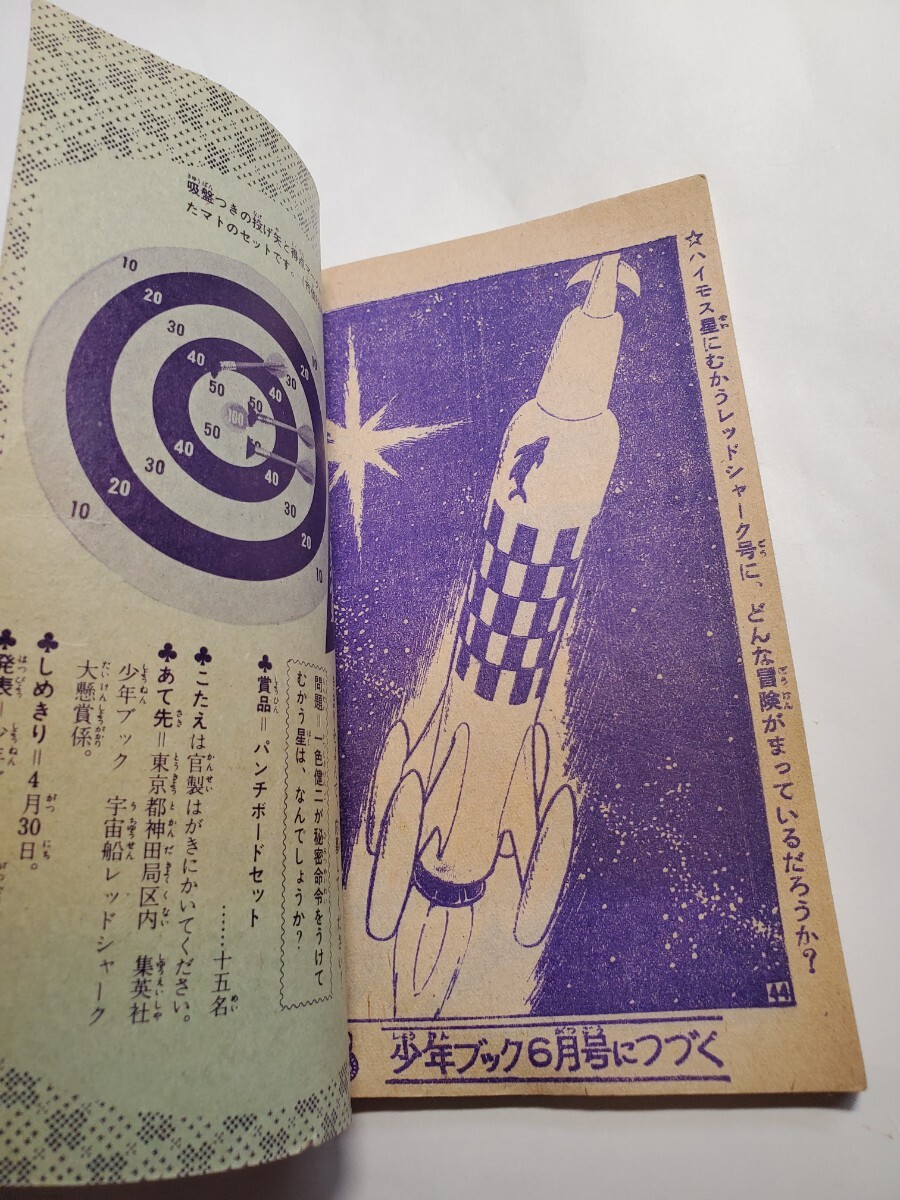 ☆ハイモス星にむかうレッドシャーク号に、どんな冒険がまっているだろうか？
44
少年ブック6月号につづく
吸盤つきの投げ矢と得点
たマトのセットです。
10
20
30
40
50
100
50
50
40
30
20
10
10
20
30
40
40
30
20
10
問題＝一色健二が秘密命令をうけて
むかう星は、なんでしょうか？
♣賞品＝パンチボードセット
……十五名
♣こたえは官製はがきにかいてください。
♣あて先＝東京都神田局区内　集英社
少年ブック　宇宙船レッドシャーク
大懸賞係。
♣しめきり＝4月30日。
♣発表＝少年